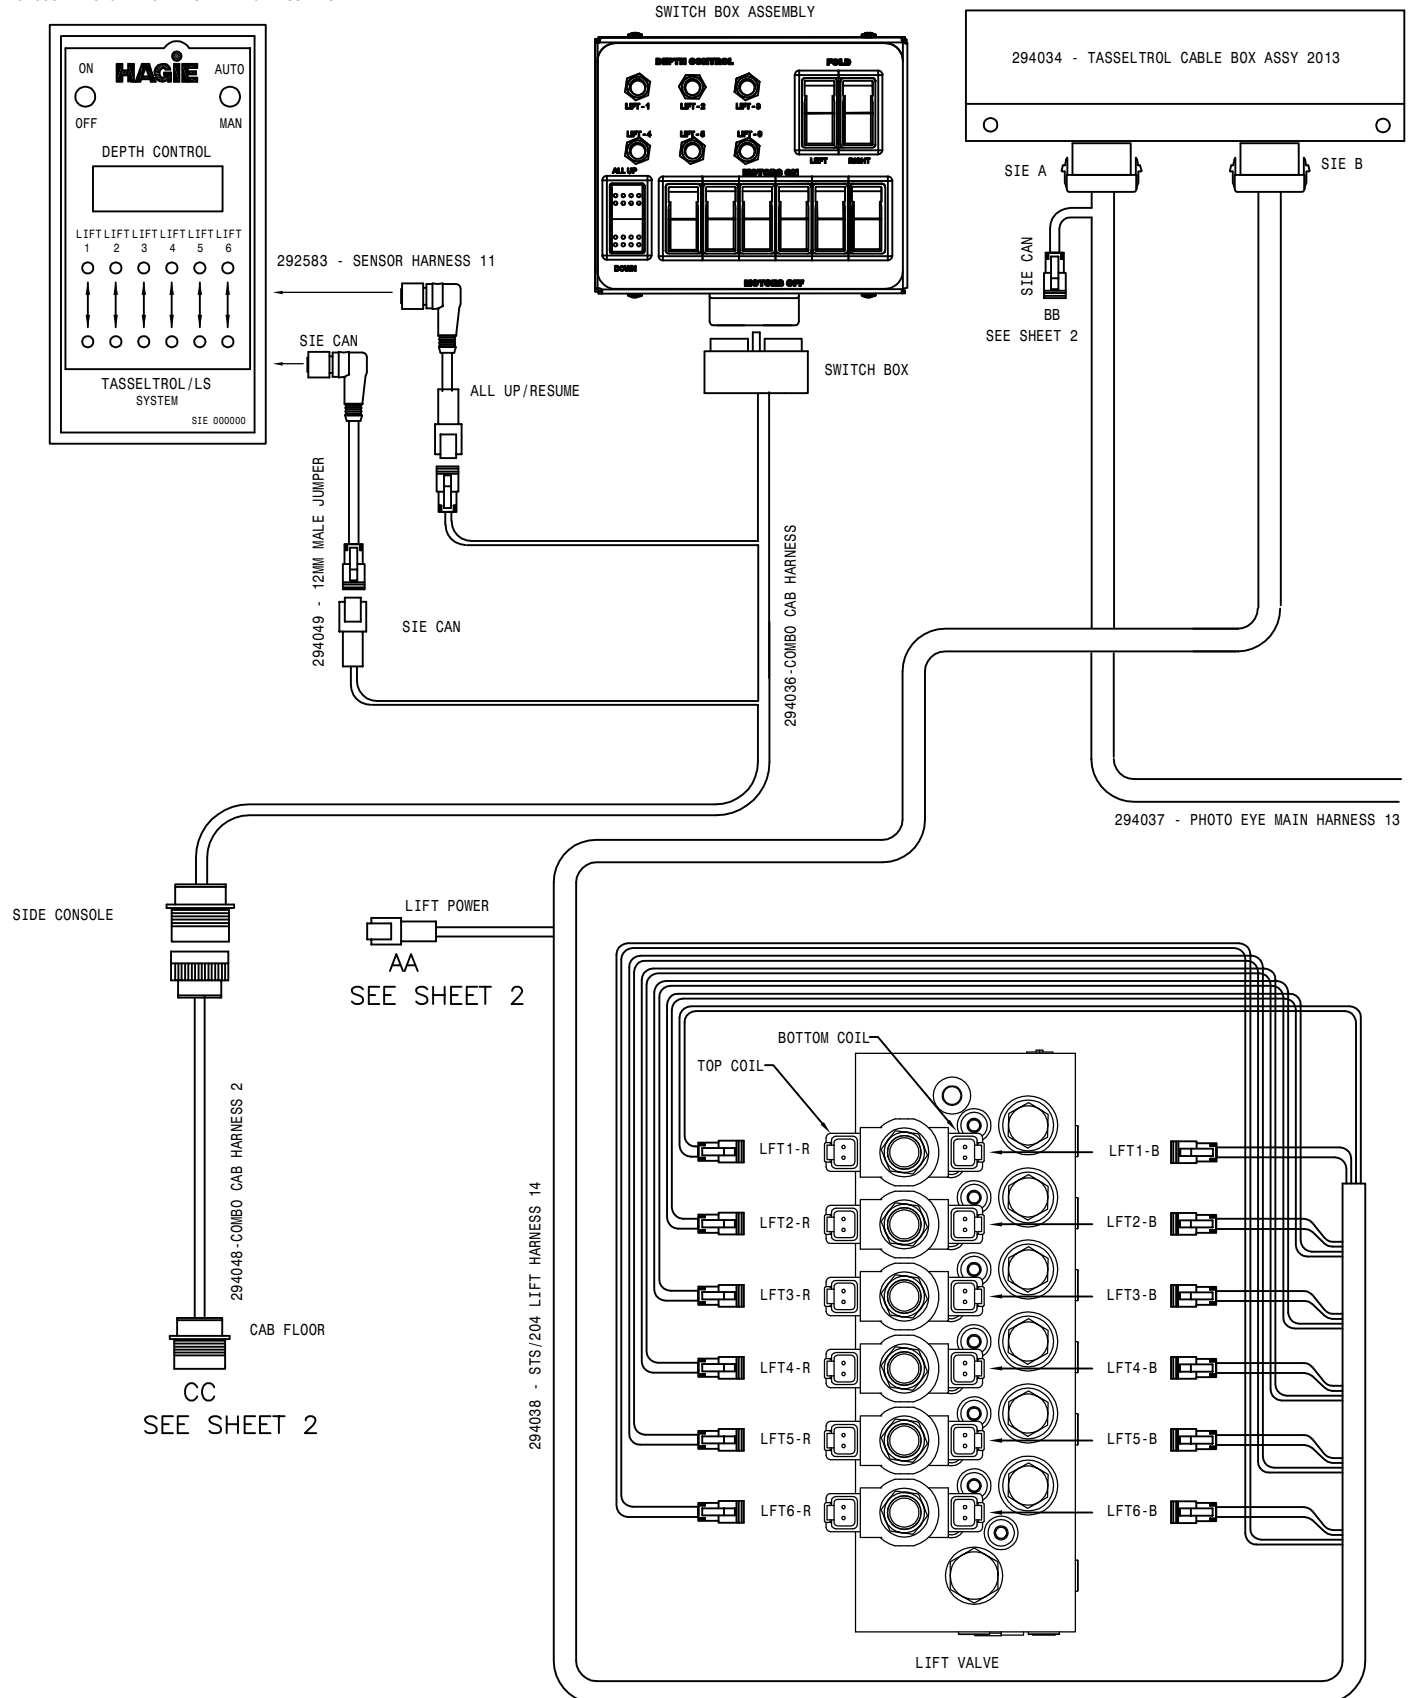 SWITCH BOX ASSEMBLY
294034 - TASSELTROL CABLE BOX ASSY 2013
ON
HAGIE
AUTO
OFF
MAN
DEPTH CONTROL
LIFT LIFT LIFT LIFT LIFT LIFT
1 2 3 4 5 6
TASSELTROL/LS
SYSTEM
SIE 000000
DEPTH CONTROL
FOLD
LIFT-1
LIFT-2
LIFT-3
LIFT-4
LIFT-5
LIFT-6
LEFT
RIGHT
ALL UP
MOTORS ON
DOWN
MOTORS OFF
SIE A
SIE B
SIE CAN
BB
SEE SHEET 2
292583 - SENSOR HARNESS 11
SIE CAN
ALL UP/RESUME
SWITCH BOX
294049 - 12MM MALE JUMPER
SIE CAN
294036-COMBO CAB HARNESS
294037 - PHOTO EYE MAIN HARNESS 13
SIDE CONSOLE
LIFT POWER
AA
SEE SHEET 2
294048-COMBO CAB HARNESS 2
294038 - STS/204 LIFT HARNESS 14
CAB FLOOR
CC
SEE SHEET 2
BOTTOM COIL
TOP COIL
LFT1-R
LFT1-B
LFT2-R
LFT2-B
LFT3-R
LFT3-B
LFT4-R
LFT4-B
LFT5-R
LFT5-B
LFT6-R
LFT6-B
LIFT VALVE